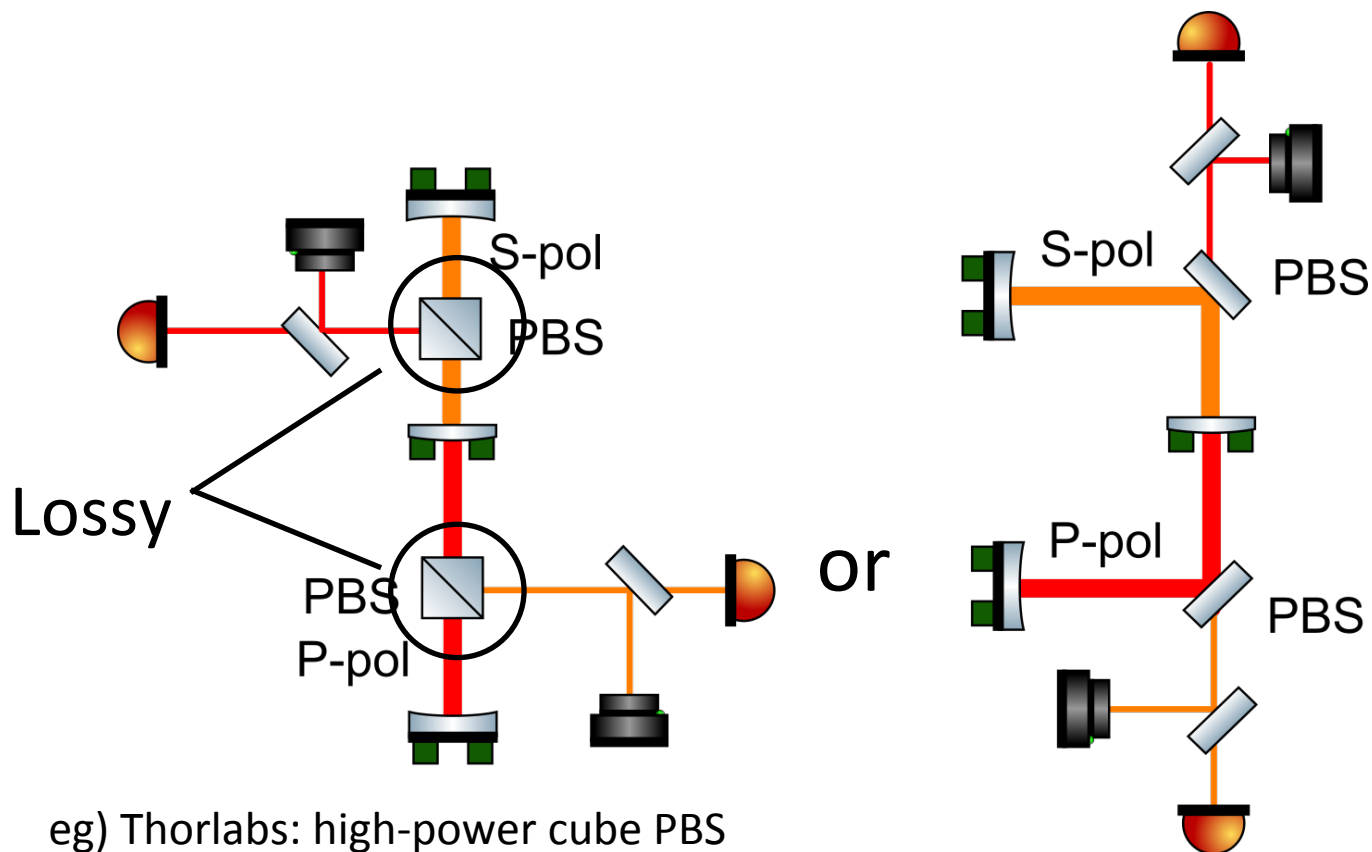 S-pol
PBS
Lossy
PBS
P-pol
or
S-pol
PBS
P-pol
PBS
eg) Thorlabs: high-power cube PBS